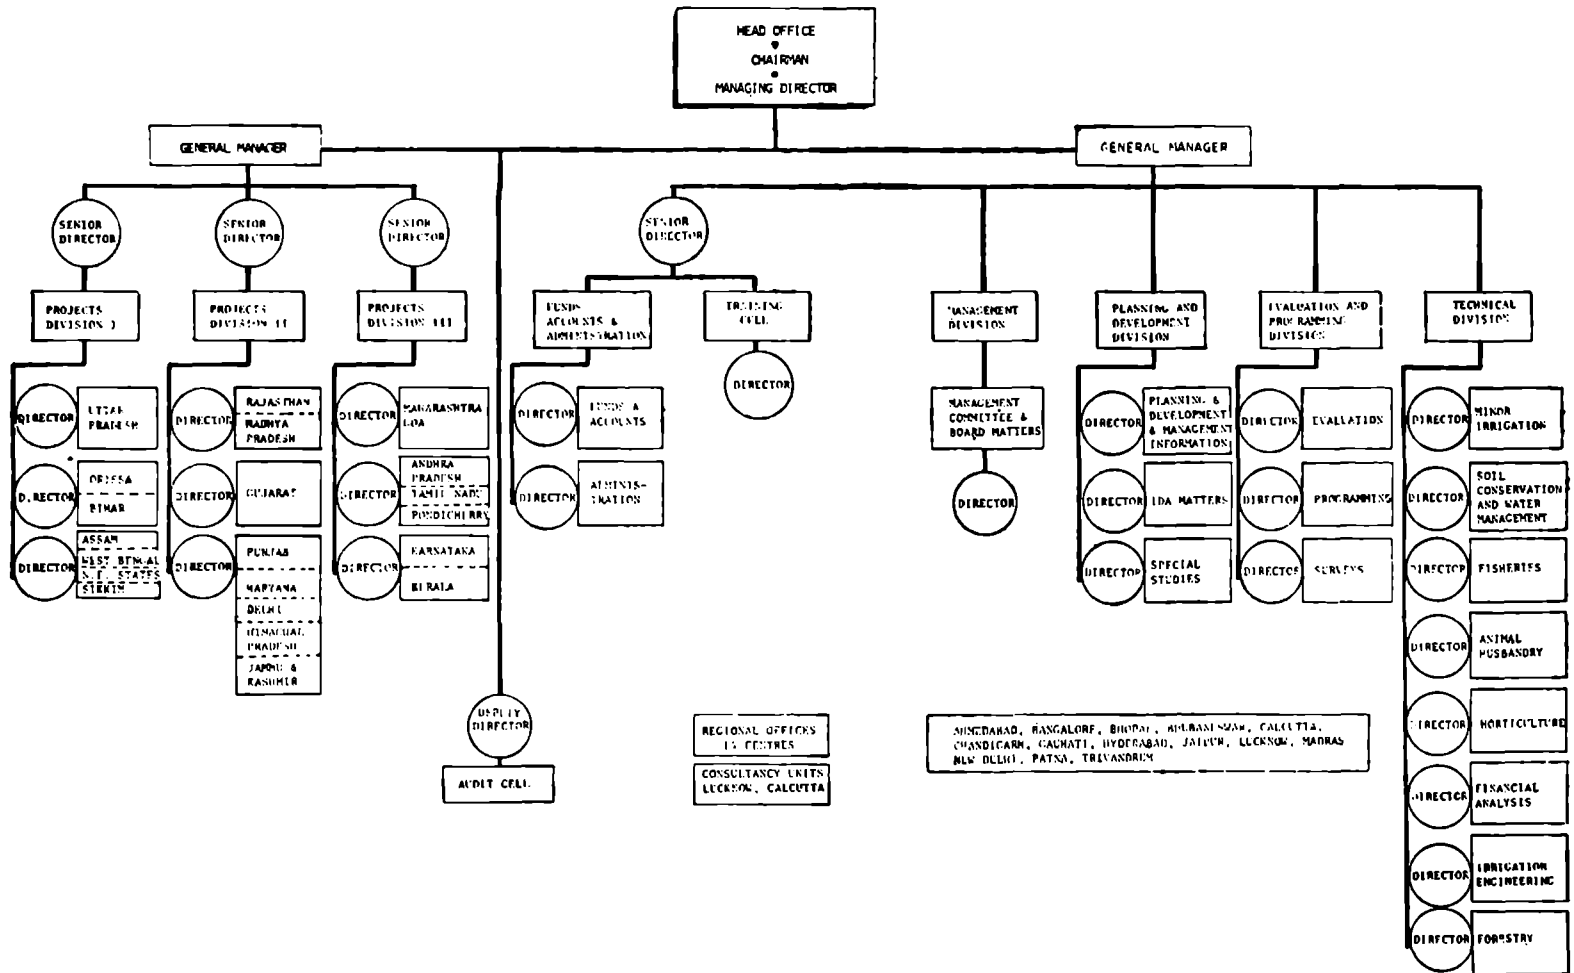 HEAD OFFICE
CHAIRMAN
MANAGING DIRECTOR
GENERAL MANAGER
GENERAL MANAGER
SENIOR
DIRECTOR
SENIOR
DIRECTOR
SENIOR
DIRECTOR
SENIOR
DIRECTOR
PROJECTS
DIVISION I
PROJECTS
DIVISION II
PROJECTS
DIVISION III
FUNDS
ACCOUNTS &
ADMINISTRATION
TRAINING
CELL
MANAGEMENT
DIVISION
PLANNING AND
DEVELOPMENT
DIVISION
EVALUATION AND
PROGRAMMING
DIVISION
TECHNICAL
DIVISION
DIRECTOR
UTTAR
PRADESH
DIRECTOR
ORISSA
BIHAR
DIRECTOR
ASSAM
WEST BENGAL
N.E. STATES
SIKKIM
DIRECTOR
RAJASTHAN
MADHYA
PRADESH
DIRECTOR
GUJARAT
DIRECTOR
PUNJAB
HARYANA
DELHI
HIMACHAL
PRADESH
JAMMU &
KASHMIR
DIRECTOR
MAHARASHTRA
GOA
DIRECTOR
ANDHRA
PRADESH
TAMIL NADU
PONDICHERRY
DIRECTOR
KARNATAKA
KERALA
DIRECTOR
FUNDS &
ACCOUNTS
DIRECTOR
ADMINIS-
TRATION
DIRECTOR
MANAGEMENT
COMMITTEE &
BOARD MATTERS
DIRECTOR
DIRECTOR
PLANNING &
DEVELOPMENT
& MANAGEMENT
INFORMATION
DIRECTOR
IDA MATTERS
DIRECTOR
SPECIAL
STUDIES
DIRECTOR
EVALUATION
DIRECTOR
PROGRAMMING
DIRECTOR
SURVEYS
DIRECTOR
MINOR
IRRIGATION
DIRECTOR
SOIL
CONSERVATION
AND WATER
MANAGEMENT
DIRECTOR
FISHERIES
DIRECTOR
ANIMAL
HUSBANDRY
DIRECTOR
HORTICULTURE
DIRECTOR
FINANCIAL
ANALYSIS
DIRECTOR
IRRIGATION
ENGINEERING
DIRECTOR
FORESTRY
DEPUTY
DIRECTOR
AUDIT CELL
REGIONAL OFFICES
CENTRES
CONSULTANCY UNITS
LUCKNOW, CALCUTTA
AHMEDABAD, BANGALORE, BHOPAL, BHUBANESWAR, CALCUTTA,
CHANDIGARH, GAUHATI, HYDERABAD, JAIPUR, LUCKNOW, MADRAS
NEW DELHI, PATNA, TRIVANDRUM